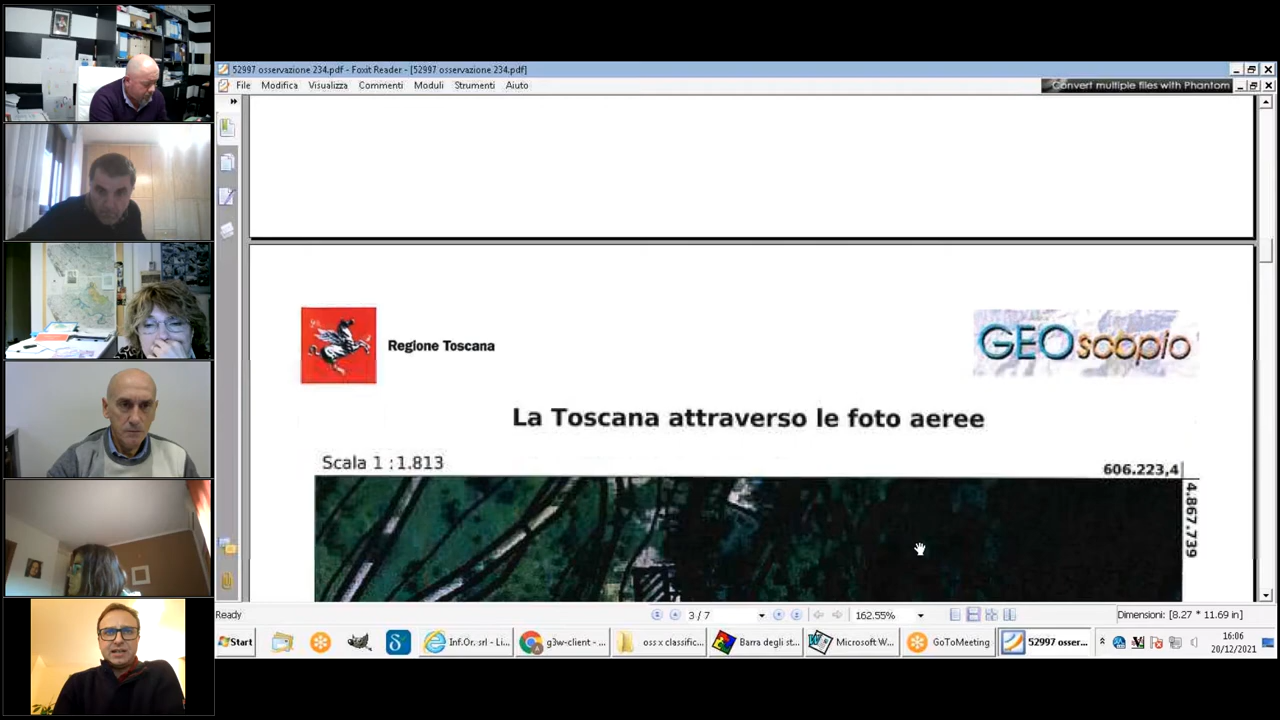 52997 osservazione 234.pdf - Foxit Reader - [52997 osservazione 234.pdf]
File Modifica Visualizza Commenti Moduli Strumenti Aiuto
Convert multiple files with Phantom
Regione Toscana
GEOscopio
La Toscana attraverso le foto aeree
Scala 1 :1.813
606.223,4
4.867.739
Ready
3 / 7
162.55%
Dimensioni: [8.27 * 11.69 in]
Start
Inf.Or. srl - Li...
g3w-client - ...
oss x classific...
Barra degli st...
Microsoft W...
GoToMeeting
52997 osser...
16:06
20/12/2021